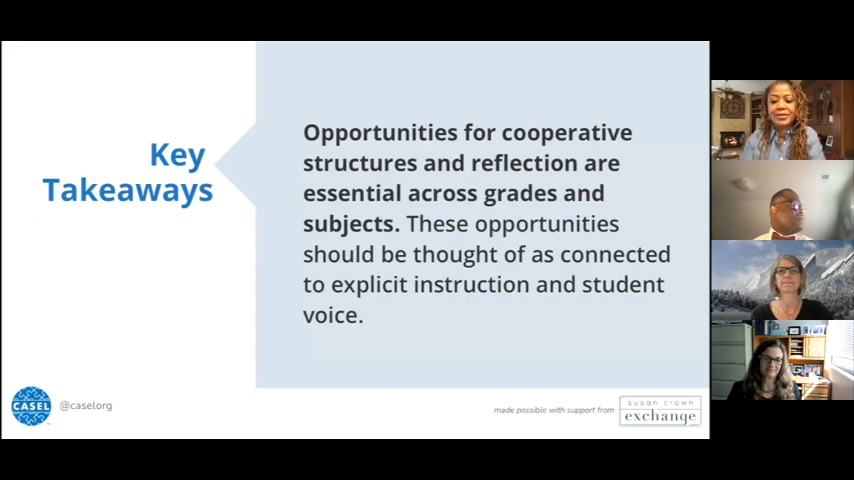 Key
Takeaways
Opportunities for cooperative
structures and reflection are
essential across grades and
subjects. These opportunities
should be thought of as connected
to explicit instruction and student
voice.
CASEL
@caselorg
made possible with support from
susan crown
exchange